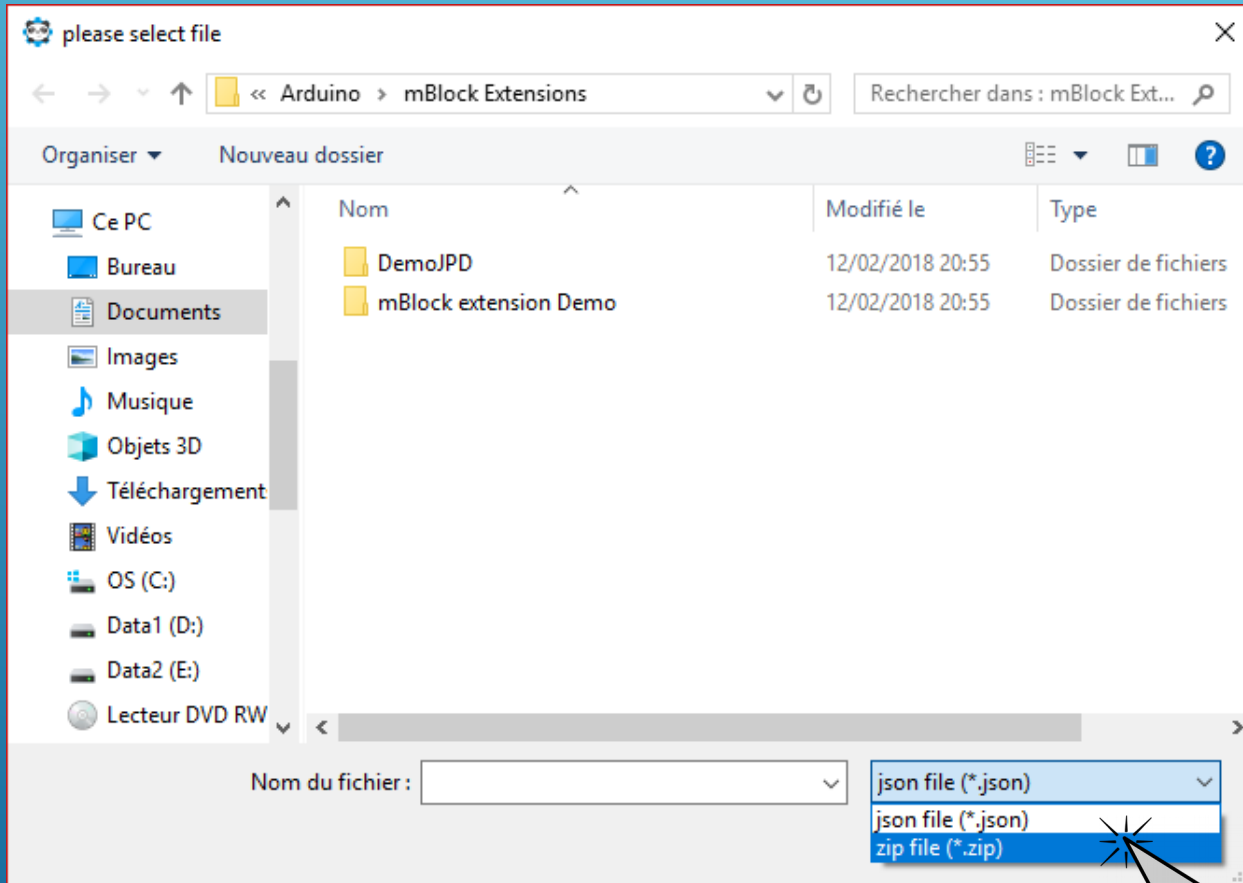 please select file
« Arduino > mBlock Extensions
Rechercher dans : mBlock Ext...
Organiser
Nouveau dossier
?
Nom
Modifié le
Type
Ce PC
Bureau
Documents
Images
Musique
Objets 3D
Téléchargement
Vidéos
OS (C:)
Data1 (D:)
Data2 (E:)
Lecteur DVD RW
DemoJPD 12/02/2018 20:55 Dossier de fichiers
mBlock extension Demo 12/02/2018 20:55 Dossier de fichiers
Nom du fichier :
json file (*.json)
json file (*.json)
zip file (*.zip)